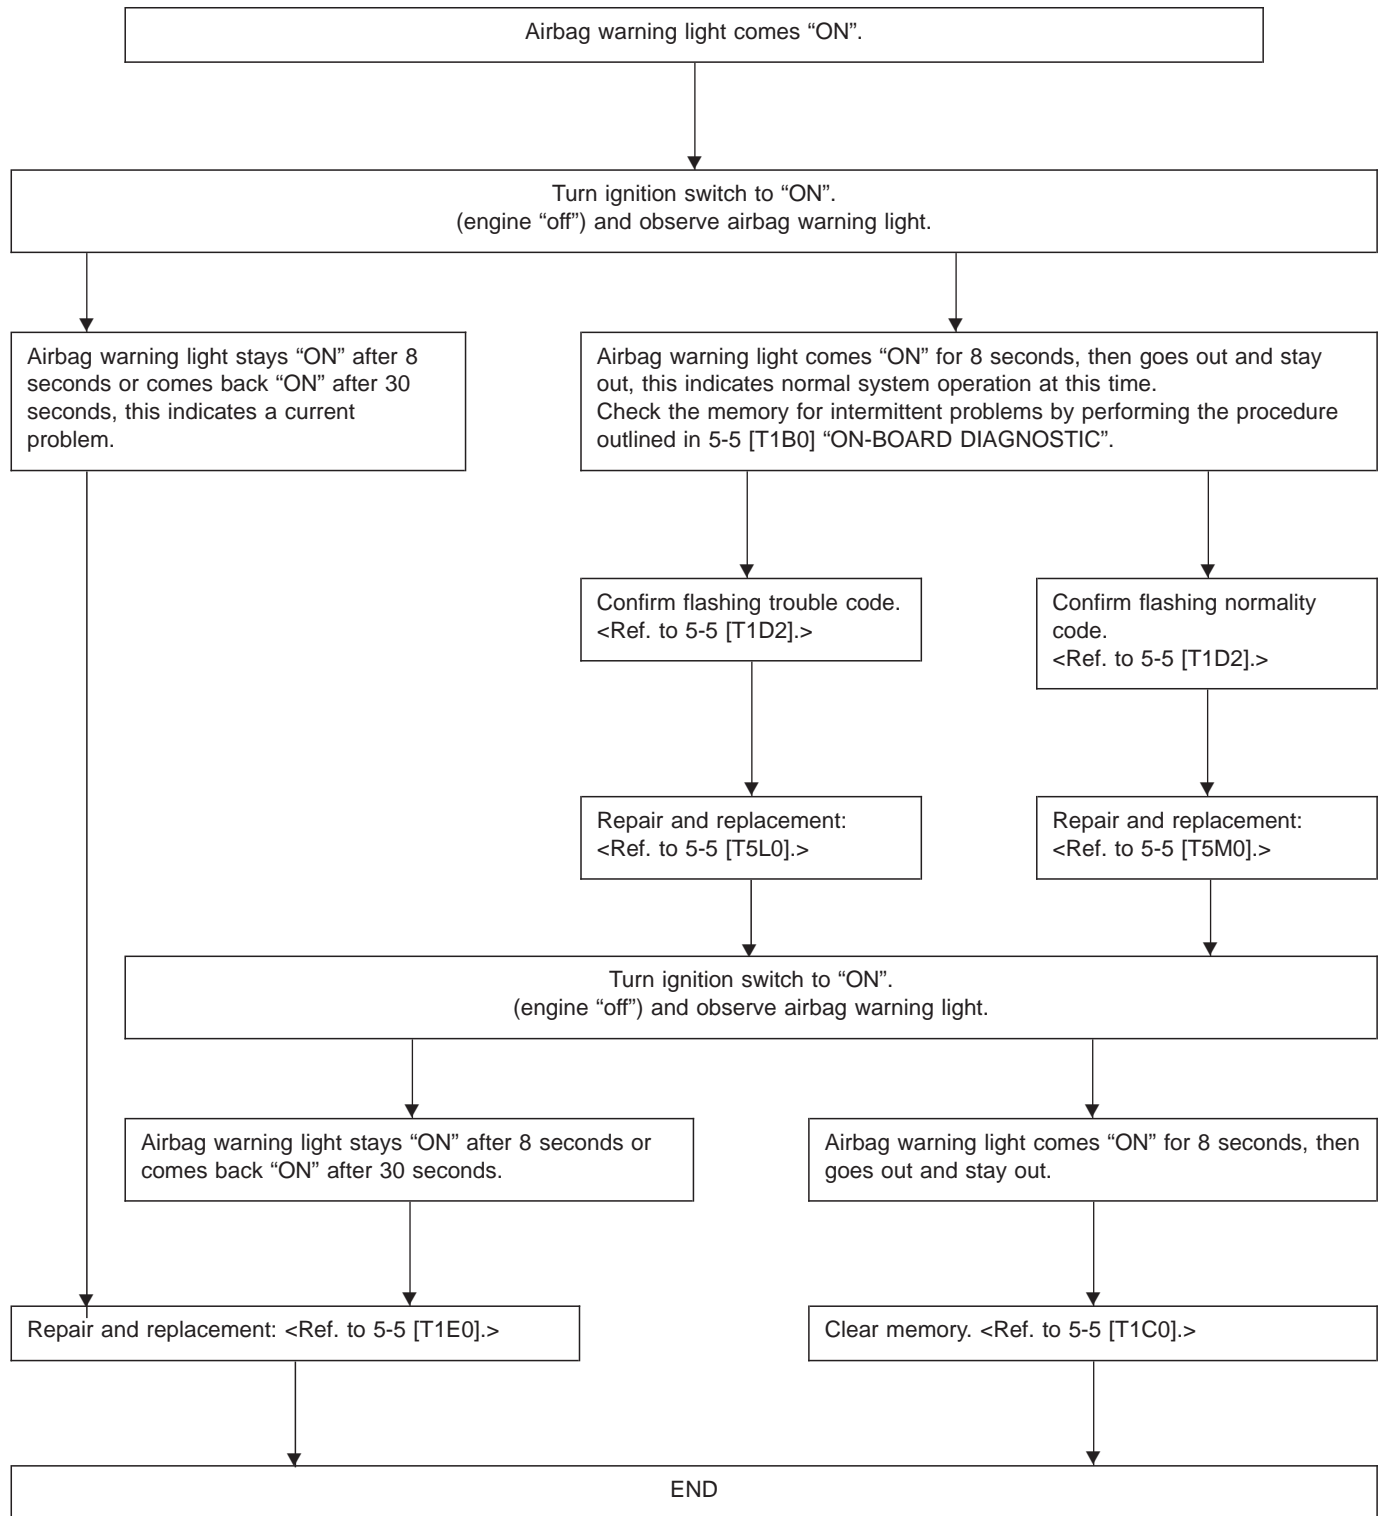 Airbag warning light comes “ON”.
Turn ignition switch to “ON”.
(engine “off”) and observe airbag warning light.
Airbag warning light stays “ON” after 8
seconds or comes back “ON” after 30
seconds, this indicates a current
problem.
Airbag warning light comes “ON” for 8 seconds, then goes out and stay
out, this indicates normal system operation at this time.
Check the memory for intermittent problems by performing the procedure
outlined in 5-5 [T1B0] “ON-BOARD DIAGNOSTIC”.
Confirm flashing trouble code.
<Ref. to 5-5 [T1D2].>
Confirm flashing normality
code.
<Ref. to 5-5 [T1D2].>
Repair and replacement:
<Ref. to 5-5 [T5L0].>
Repair and replacement:
<Ref. to 5-5 [T5M0].>
Turn ignition switch to “ON”.
(engine “off”) and observe airbag warning light.
Airbag warning light stays “ON” after 8 seconds or
comes back “ON” after 30 seconds.
Airbag warning light comes “ON” for 8 seconds, then
goes out and stay out.
Repair and replacement: <Ref. to 5-5 [T1E0].>
Clear memory. <Ref. to 5-5 [T1C0].>
END